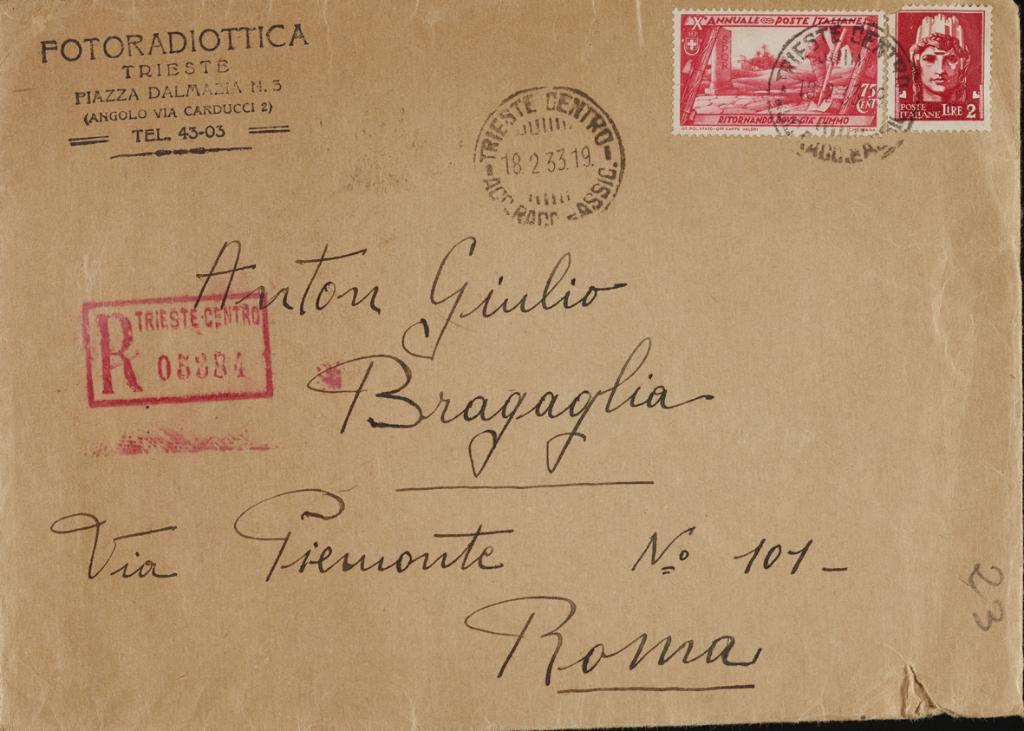 FOTORADIOTTICA
TRIESTE
PIAZZA DALMAZIA N. 3
(ANGOLO VIA CARDUCCI 2)
TEL. 43-03
X° ANNUALE POSTE ITALIANE
75 CENT
RITORNANDO DOVE GIÀ FUMMO
POSTE ITALIANE LIRE 2
TRIESTE CENTRO
18.2.33.19.
ACC. RACC. ASSIC.
TRIESTE CENTRO
R TRIESTE-CENTRO
Anton Giulio
Bragaglia
Via Piemonte No 101-
Roma
23